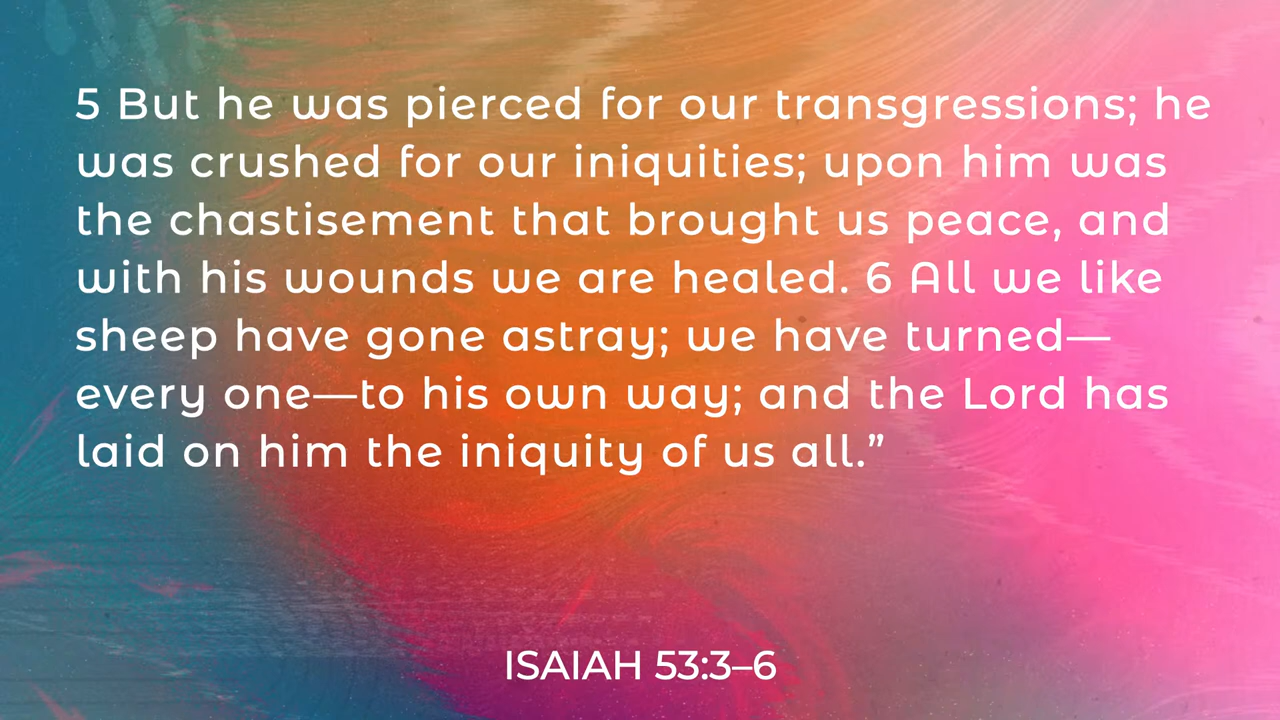 5 But he was pierced for our transgressions; he
was crushed for our iniquities; upon him was
the chastisement that brought us peace, and
with his wounds we are healed. 6 All we like
sheep have gone astray; we have turned—
every one—to his own way; and the Lord has
laid on him the iniquity of us all.”
ISAIAH 53:3–6